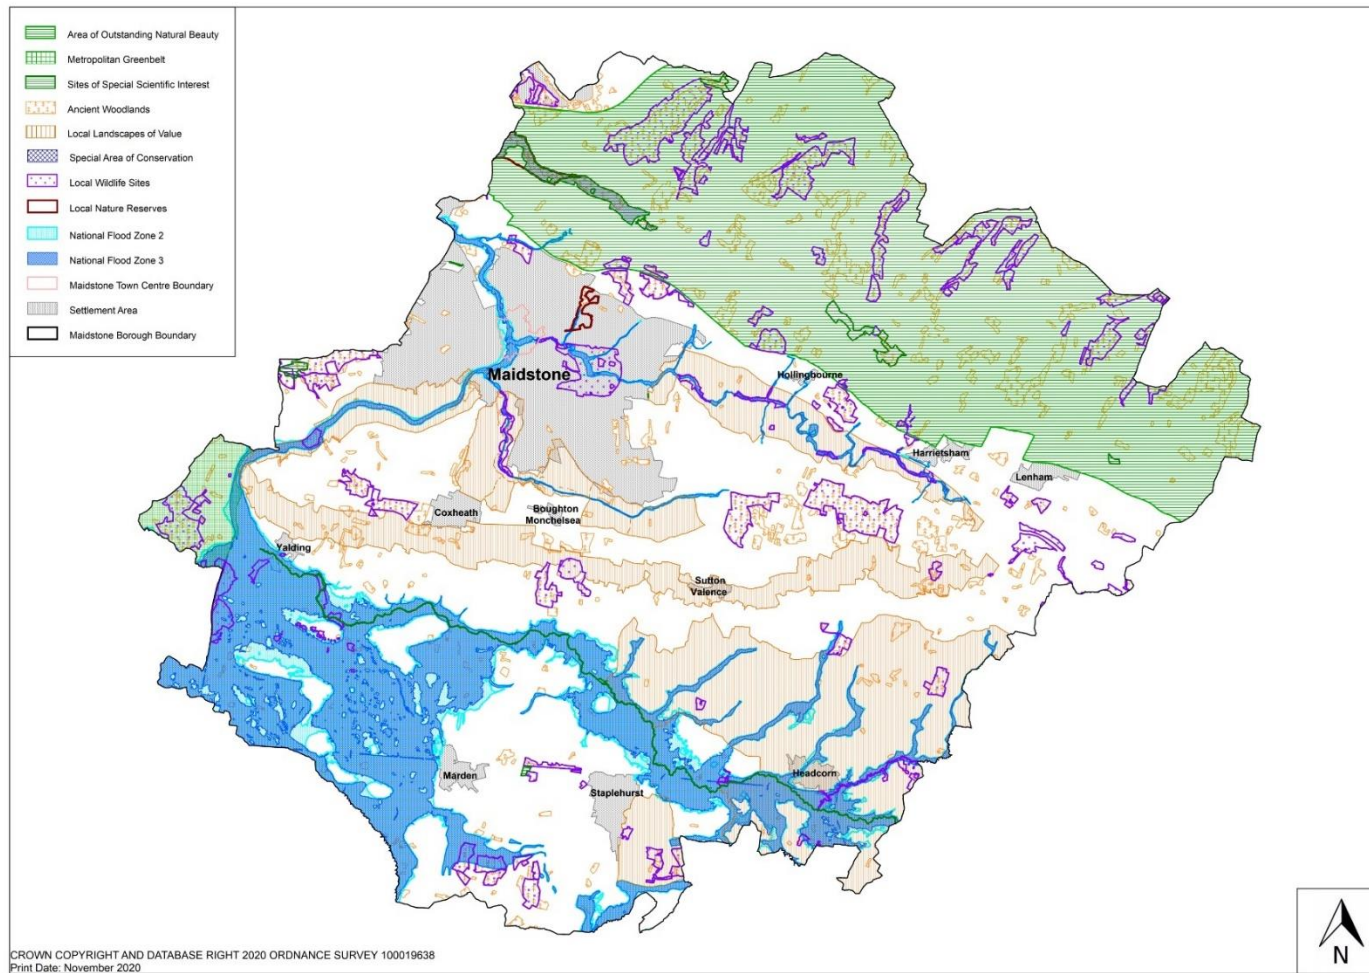 Area of Outstanding Natural Beauty
Metropolitan Greenbelt
Sites of Special Scientific Interest
Ancient Woodlands
Local Landscapes of Value
Special Area of Conservation
Local Wildlife Sites
Local Nature Reserves
National Flood Zone 2
National Flood Zone 3
Maidstone Town Centre Boundary
Settlement Area
Maidstone Borough Boundary
Maidstone
Hollingbourne
Harrietsham
Lenham
Coxheath
Boughton
Monchelsea
Yalding
Sutton
Valence
Marden
Headcorn
Staplehurst
CROWN COPYRIGHT AND DATABASE RIGHT 2020 ORDNANCE SURVEY 100019638
Print Date: November 2020
N